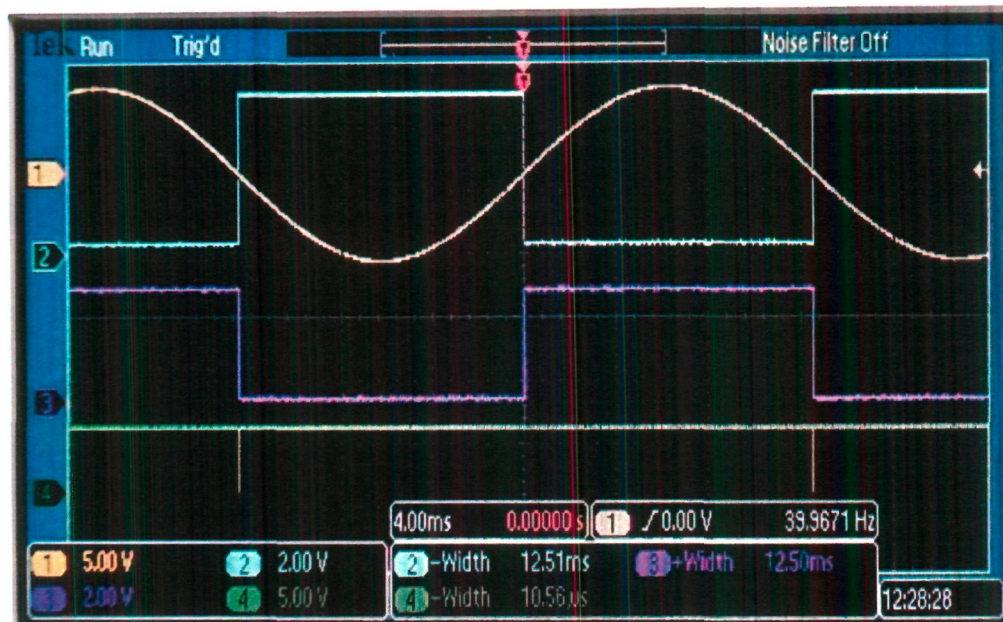 Tek Run Trig'd Noise Filter Off
T
T
1
2
3
4
4.00ms 0.00000 s 1 / 0.00 V 39.9671 Hz
1 5.00 V 2 2.00 V 2 -Width 12.51ms 3 +Width 12.50ms
3 2.00 V 4 5.00 V 4 -Width 10.56µs
12:28:28